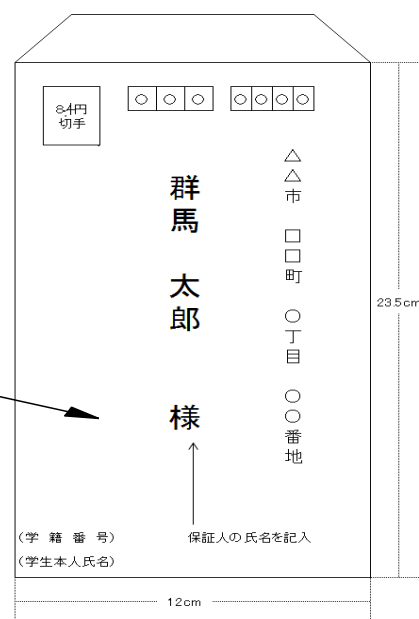 84円
切手
○○○ ○○○○
△△市 □□町 ○丁目 ○○番地
群馬 太郎 様
23.5cm
保証人の氏名を記入
(学籍番号)
(学生本人氏名)
12cm